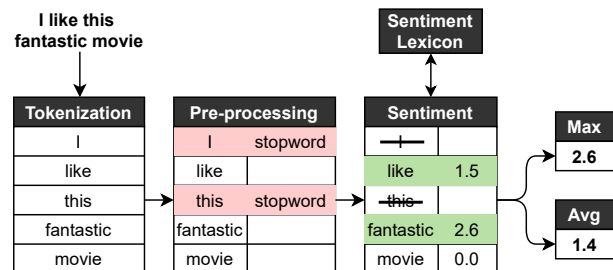 I like this
fantastic movie
Sentiment
Lexicon
Tokenization
I
like
this
fantastic
movie
Pre-processing
I stopword
like
this stopword
fantastic
movie
Sentiment
I
like 1.5
this
fantastic 2.6
movie 0.0
Max
2.6
Avg
1.4